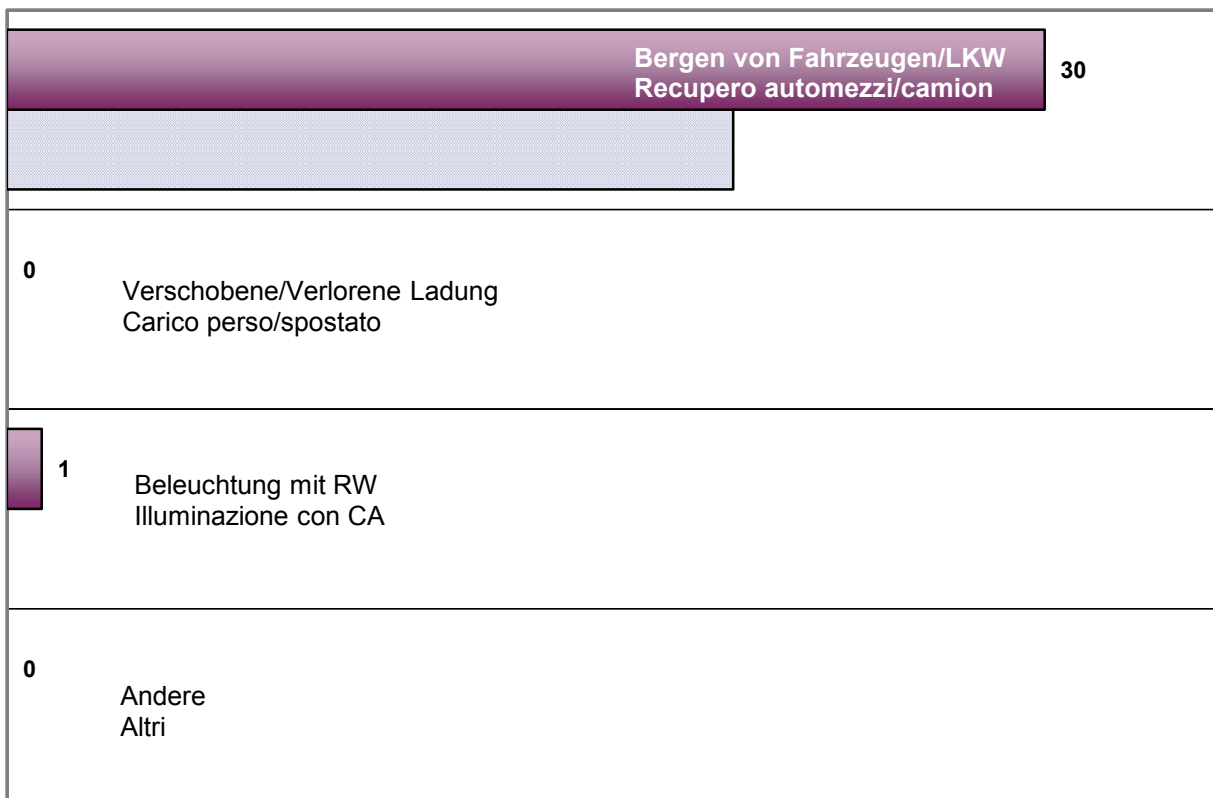 Bergen von Fahrzeugen/LKW
Recupero automezzi/camion
30
0
Verschobene/Verlorene Ladung
Carico perso/spostato
1
Beleuchtung mit RW
Illuminazione con CA
0
Andere
Altri